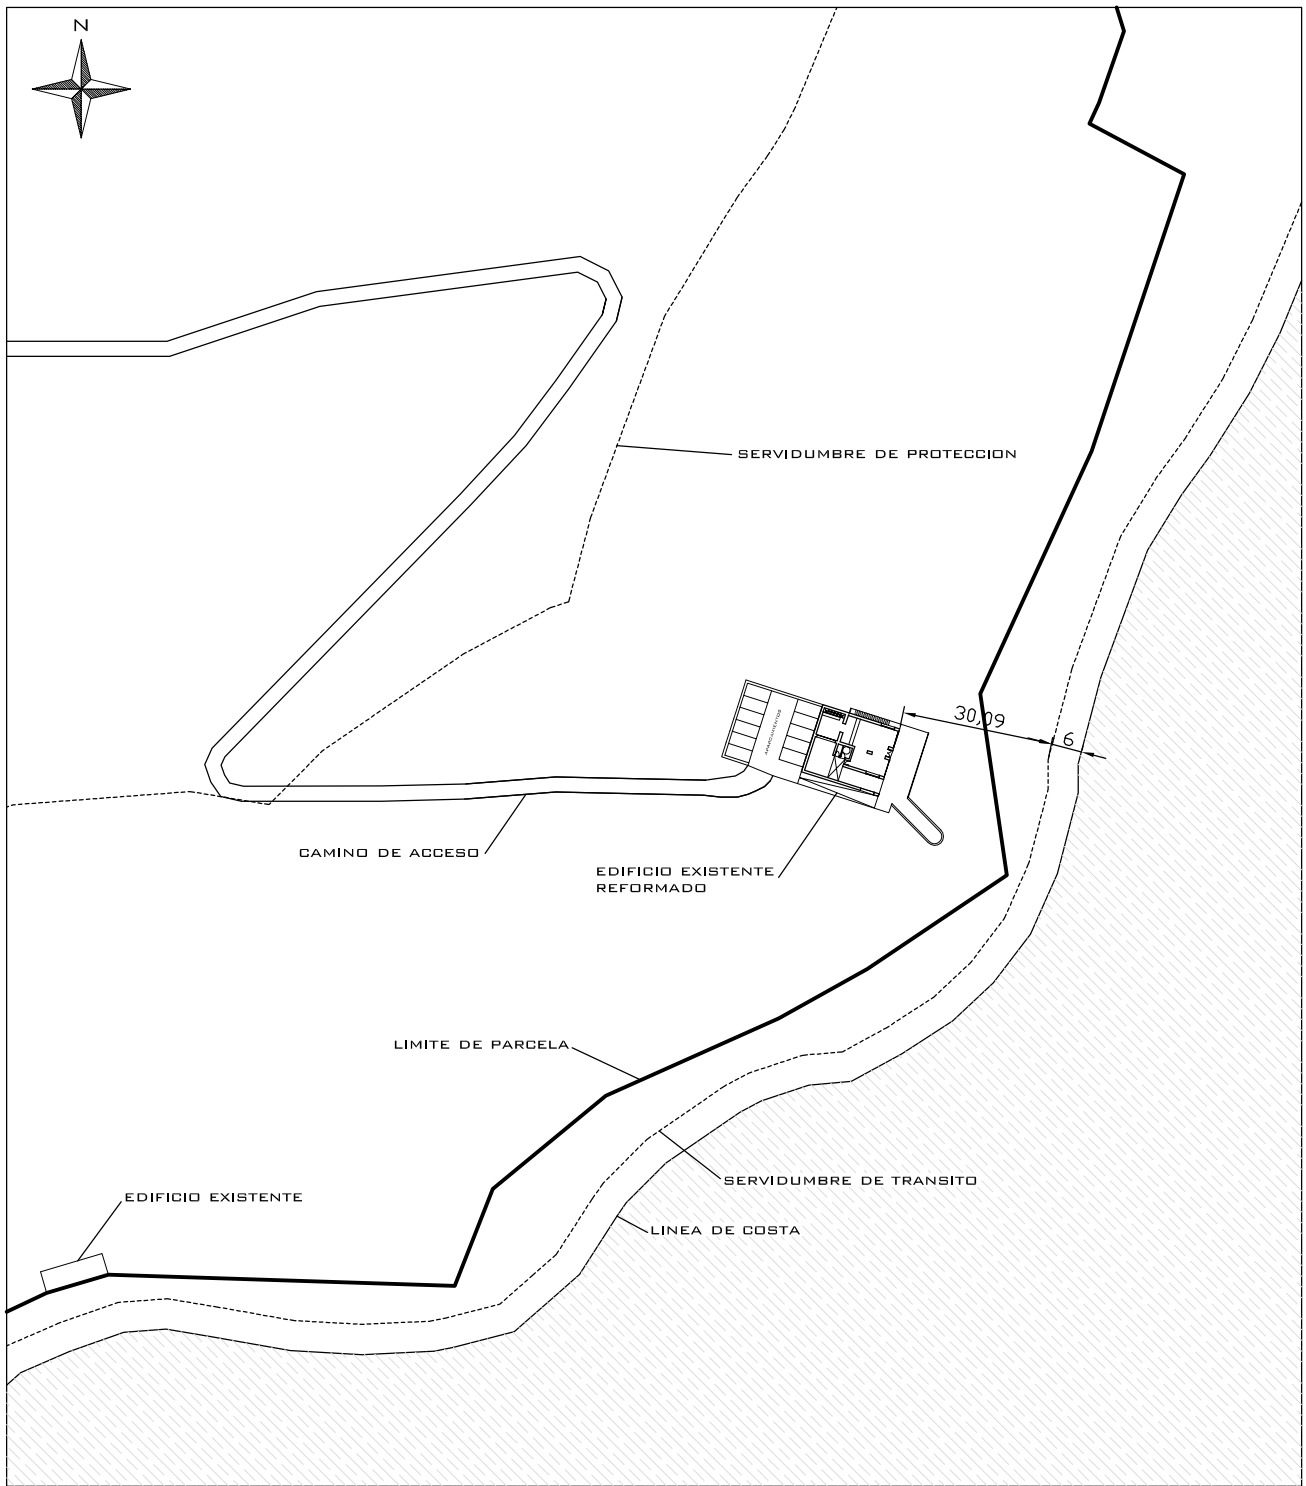 N
SERVIDUMBRE DE PROTECCION
30,09
6
APARCAMIENTOS
CAMINO DE ACCESO
EDIFICIO EXISTENTE
REFORMADO
LIMITE DE PARCELA
SERVIDUMBRE DE TRANSITO
EDIFICIO EXISTENTE
LINEA DE COSTA